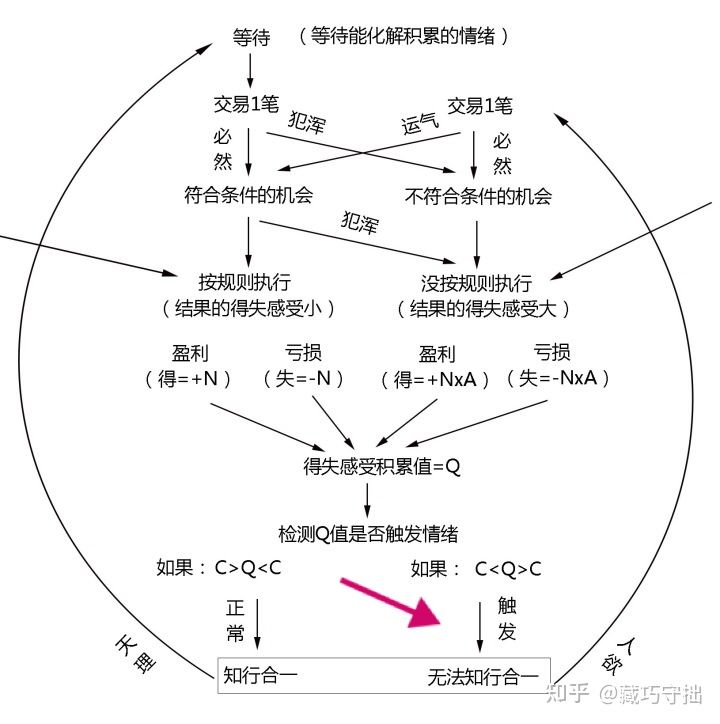 等待 （等待能化解积累的情绪）
交易1笔 交易1笔
犯浑 运气
必然 必然
符合条件的机会 不符合条件的机会
犯浑
按规则执行 没按规则执行
（结果的得失感受小） （结果的得失感受大）
盈利 亏损 盈利 亏损
（得=+N） （失=-N） （得=+NxA） （失=-NxA）
得失感受积累值=Q
检测Q值是否触发情绪
如果：C>Q<C 如果：C<Q>C
正常 触发
天理 人欲
知行合一 无法知行合一
知乎 @藏巧守拙